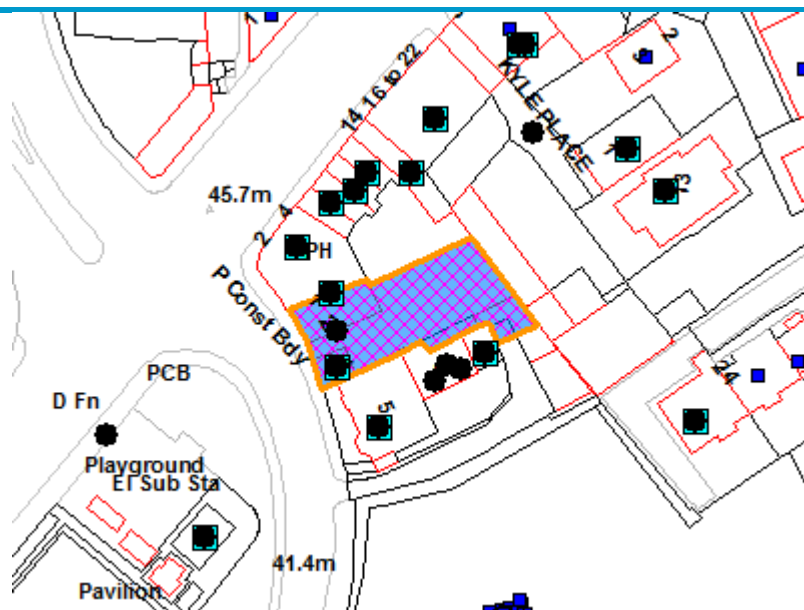 2
KYLE PLACE
14 16 to 22
13
45.7m
4
2
PH
P Const Bdy
PCB
24
D Fn
5
Playground
El Sub Sta
41.4m
Pavilion